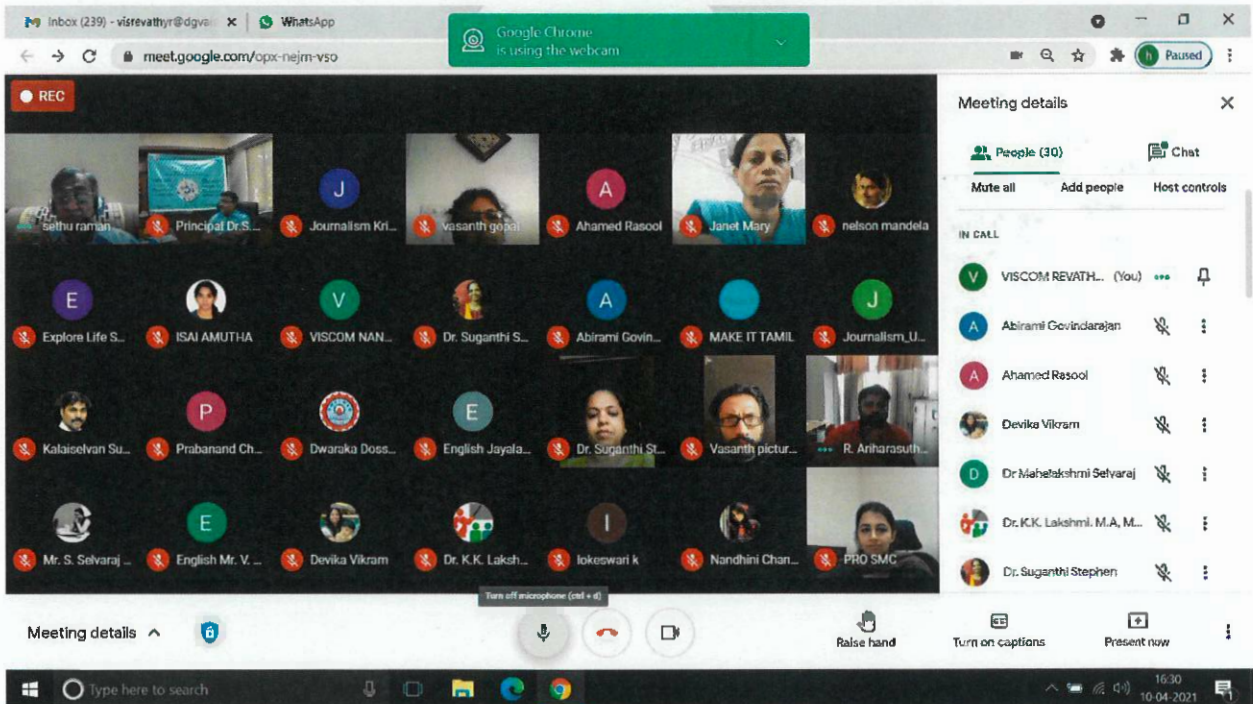 Inbox (239) - visrevathyr@dgvai
WhatsApp
Google Chrome
is using the webcam
meet.google.com/opx-nejm-vso
h
Paused
REC
sethu raman
Principal Dr.S....
J
Journalism Kri...
vasanth gopal
A
Ahamed Rasool
Janet Mary
nelson mandela
E
Explore Life S...
ISAI AMUTHA
V
VISCOM NAN...
Dr. Suganthi S...
A
Abirami Govin...
MAKE IT TAMIL
J
Journalism_U...
Kalaiselvan Su...
P
Prabanand Ch...
Dwaraka Doss...
E
English Jayala...
Dr. Suganthi St...
Vasanth pictur...
R. Ariharasuth...
Mr. S. Selvaraj ...
E
English Mr. V. ...
Devika Vikram
Dr. K.K. Laksh...
I
lokeswari k
Nandhini Chan...
PRO SMC
Meeting details
People (30)
Chat
Mute all
Add people
Host controls
IN CALL
V
VISCOM REVATH... (You)
A
Abirami Govindarajan
A
Ahamed Rasool
Devika Vikram
D
Dr Mahalakshmi Selvaraj
Dr. K.K. Lakshmi. M.A, M...
Dr. Suganthi Stephen
Turn off microphone (ctrl + d)
Meeting details
Raise hand
Turn on captions
Present now
Type here to search
16:30
10-04-2021
1